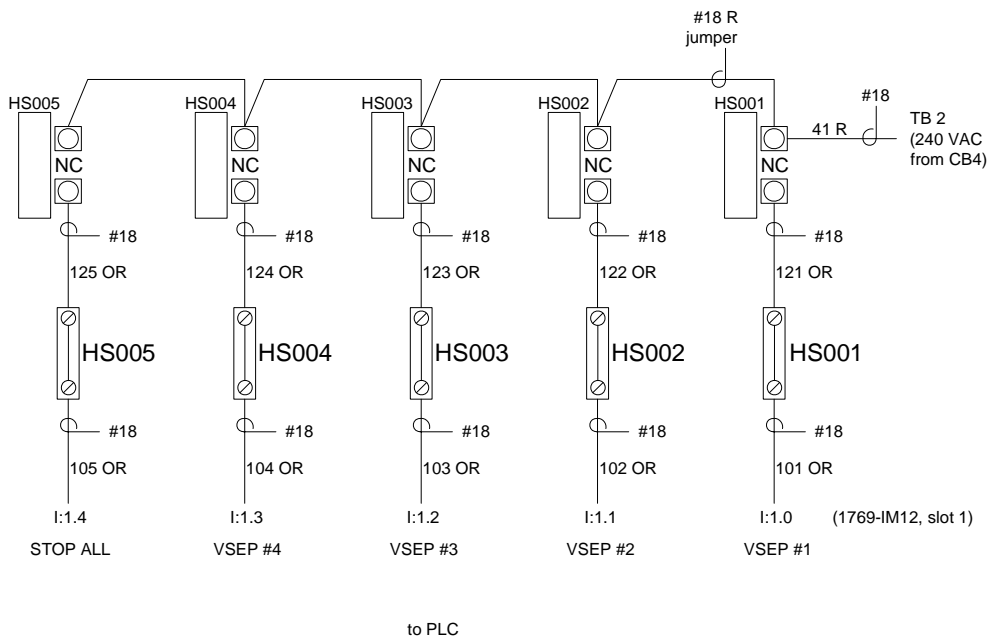 #18 R
jumper
HS005
HS004
HS003
HS002
HS001
#18
41 R
TB 2
(240 VAC
from CB4)
NC
NC
NC
NC
NC
#18
#18
#18
#18
#18
125 OR
124 OR
123 OR
122 OR
121 OR
HS005
HS004
HS003
HS002
HS001
#18
#18
#18
#18
#18
105 OR
104 OR
103 OR
102 OR
101 OR
I:1.4
I:1.3
I:1.2
I:1.1
I:1.0
(1769-IM12, slot 1)
STOP ALL
VSEP #4
VSEP #3
VSEP #2
VSEP #1
to PLC